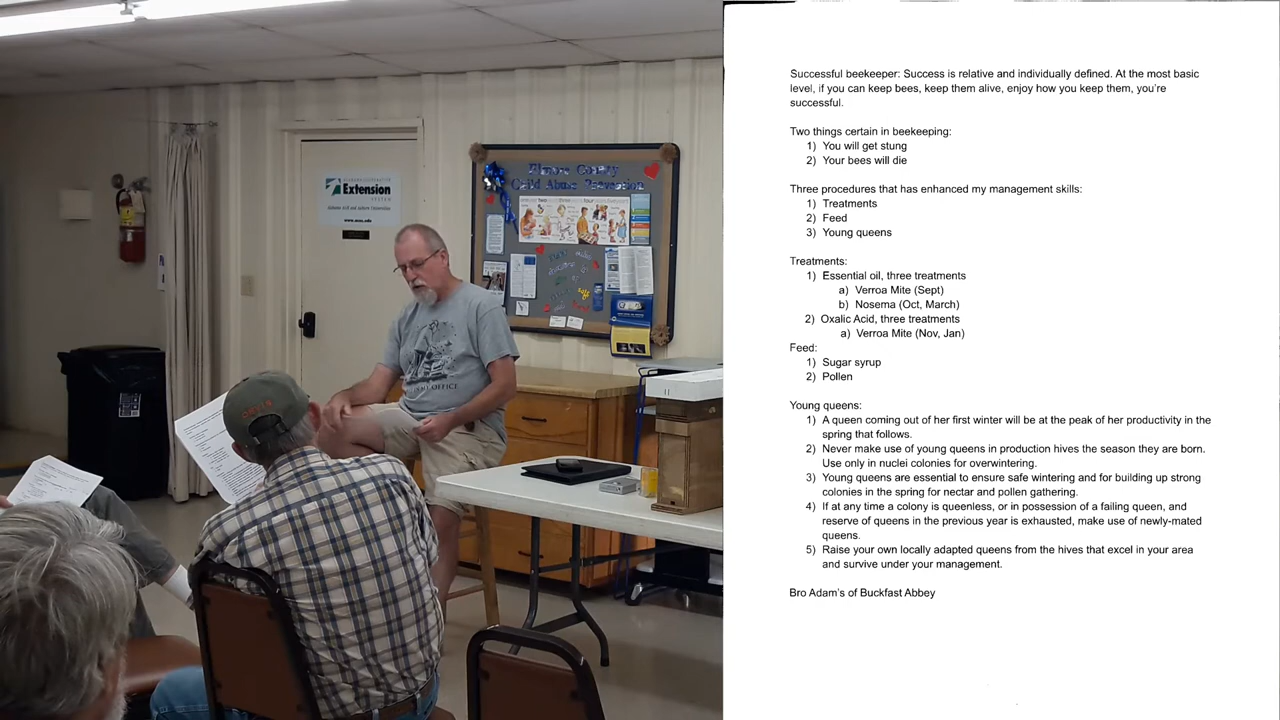 ALABAMA COOPERATIVE
Extension
SYSTEM
www.aces.edu
Elmore County
Child Abuse Prevention
Successful beekeeper: Success is relative and individually defined. At the most basic
level, if you can keep bees, keep them alive, enjoy how you keep them, you're
successful.
Two things certain in beekeeping:
1) You will get stung
2) Your bees will die
Three procedures that has enhanced my management skills:
1) Treatments
2) Feed
3) Young queens
Treatments:
1) Essential oil, three treatments
a) Verroa Mite (Sept)
b) Nosema (Oct, March)
2) Oxalic Acid, three treatments
a) Verroa Mite (Nov, Jan)
Feed:
1) Sugar syrup
2) Pollen
Young queens:
1) A queen coming out of her first winter will be at the peak of her productivity in the
spring that follows.
2) Never make use of young queens in production hives the season they are born.
Use only in nuclei colonies for overwintering.
3) Young queens are essential to ensure safe wintering and for building up strong
colonies in the spring for nectar and pollen gathering.
4) If at any time a colony is queenless, or in possession of a failing queen, and
reserve of queens in the previous year is exhausted, make use of newly-mated
queens.
5) Raise your own locally adapted queens from the hives that excel in your area
and survive under your management.
Bro Adam's of Buckfast Abbey